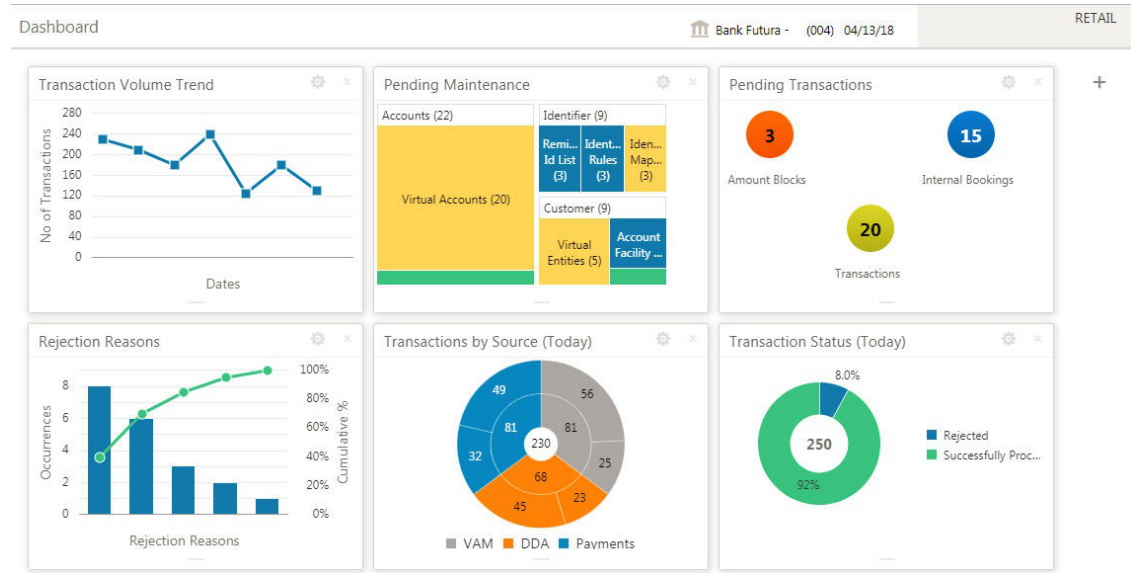 Dashboard
Bank Futura - (004) 04/13/18
RETAIL
Transaction Volume Trend
280
240
200
160
120
80
40
0
No of Transactions
Dates
Pending Maintenance
Accounts (22)
Virtual Accounts (20)
Identifier (9)
Remi...
Id List
(3)
Ident...
Rules
(3)
Iden...
Map...
(3)
Customer (9)
Virtual
Entities (5)
Account
Facility ...
Pending Transactions
3
Amount Blocks
15
Internal Bookings
20
Transactions
Rejection Reasons
8
6
4
2
0
Occurrences
100%
80%
60%
40%
20%
0%
Cumulative %
Rejection Reasons
Transactions by Source (Today)
49
56
81
81
230
32
25
68
45
23
VAM DDA Payments
Transaction Status (Today)
8.0%
250
92%
Rejected
Successfully Proc...